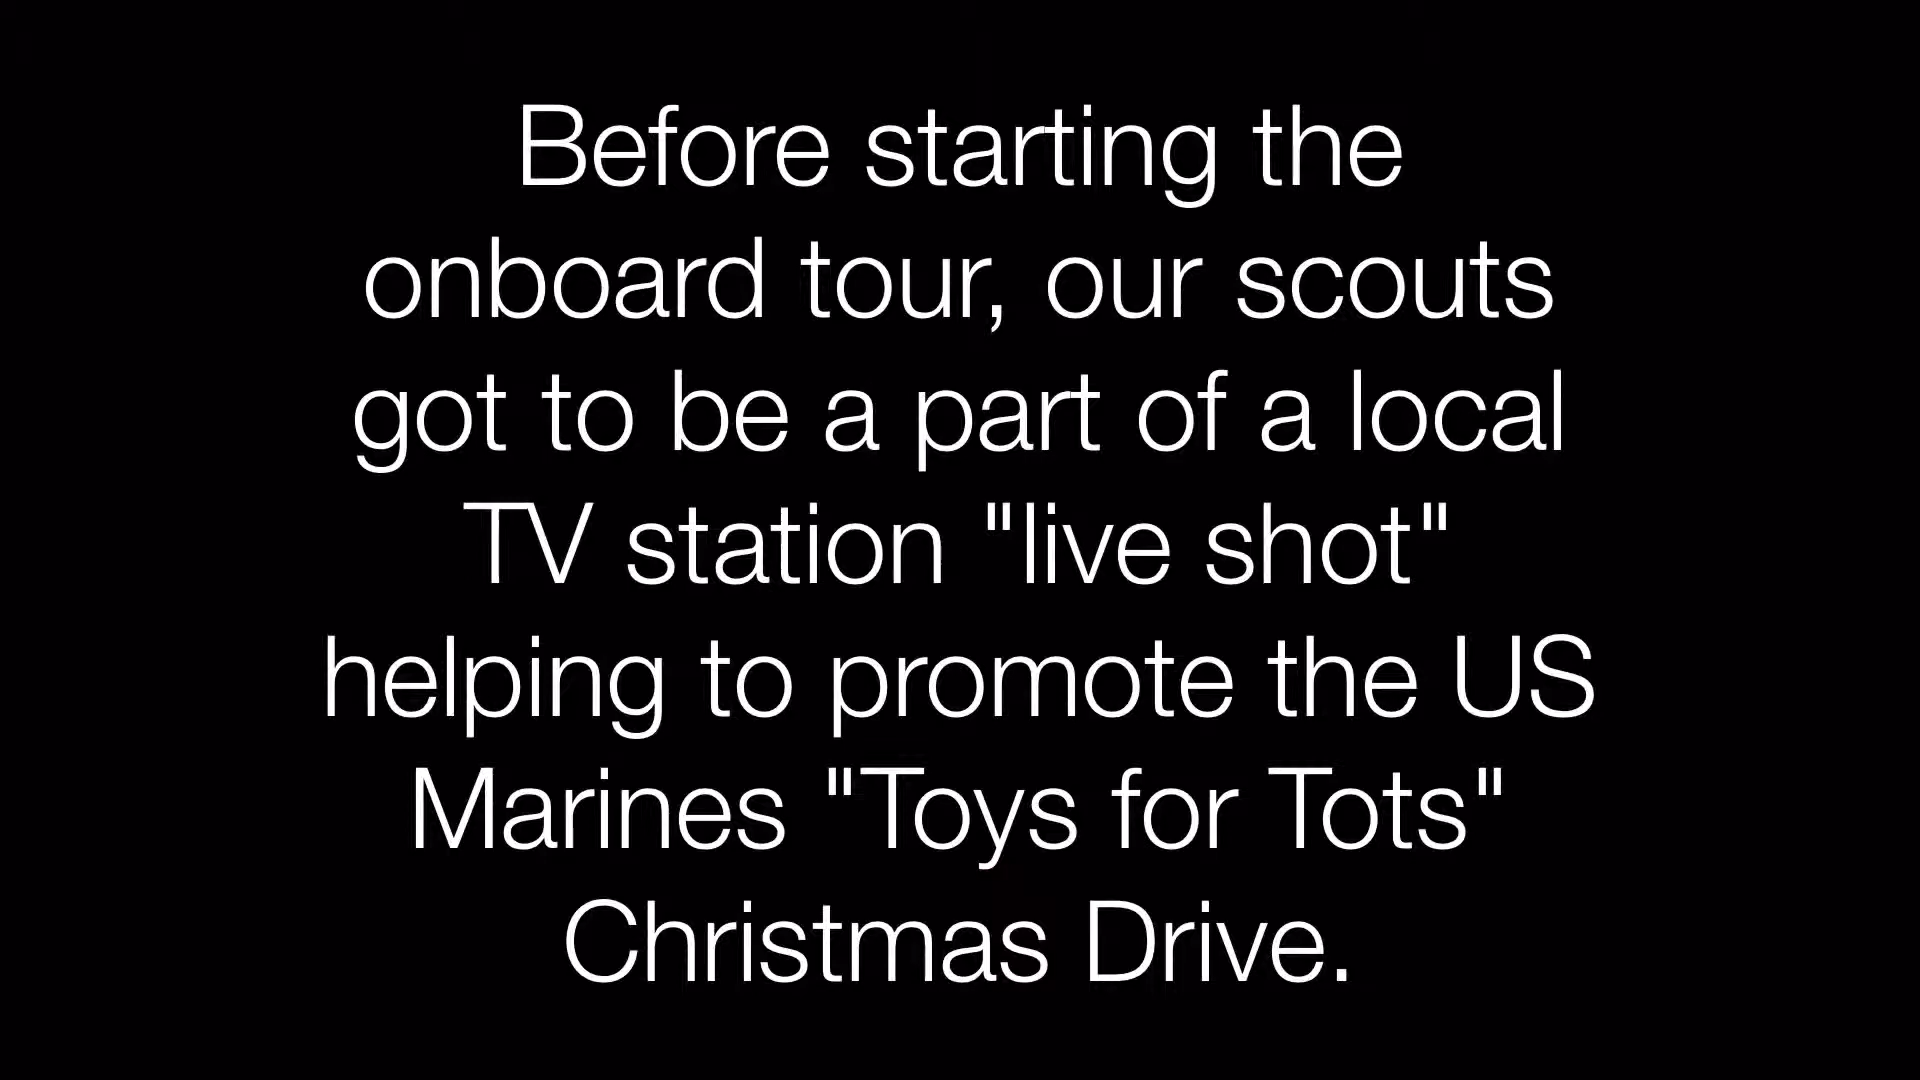 Before starting the
onboard tour, our scouts
got to be a part of a local
TV station "live shot"
helping to promote the US
Marines "Toys for Tots"
Christmas Drive.